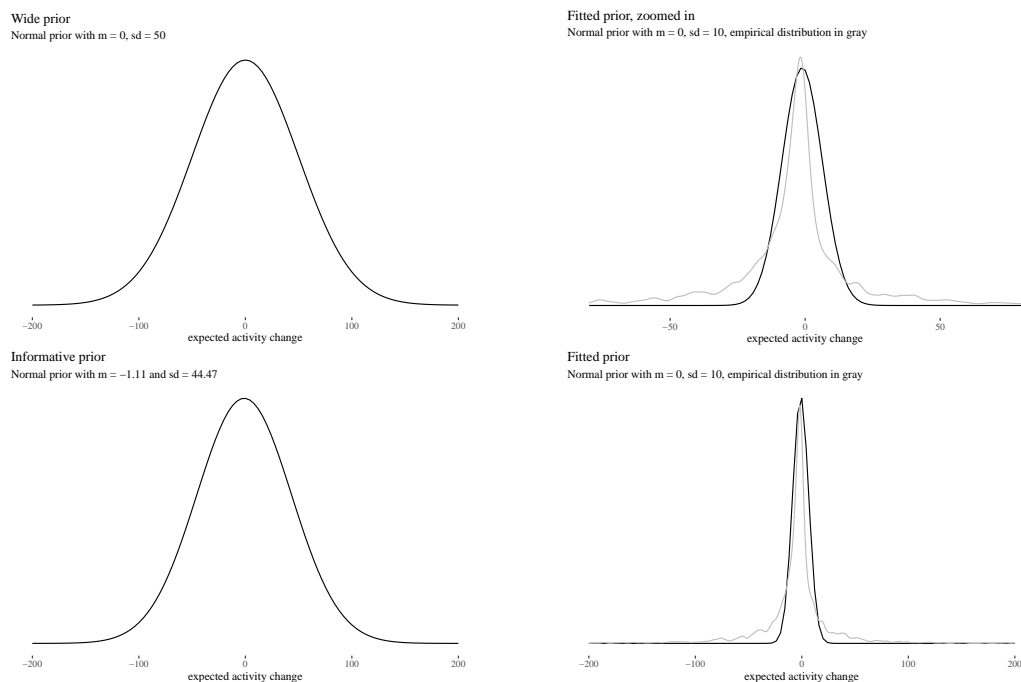 Wide prior
Normal prior with m = 0, sd = 50
−200 −100 0 100 200
expected activity change
Fitted prior, zoomed in
Normal prior with m = 0, sd = 10, empirical distribution in gray
−50 0 50
expected activity change
Informative prior
Normal prior with m = −1.11 and sd = 44.47
−200 −100 0 100 200
expected activity change
Fitted prior
Normal prior with m = 0, sd = 10, empirical distribution in gray
−200 −100 0 100 200
expected activity change